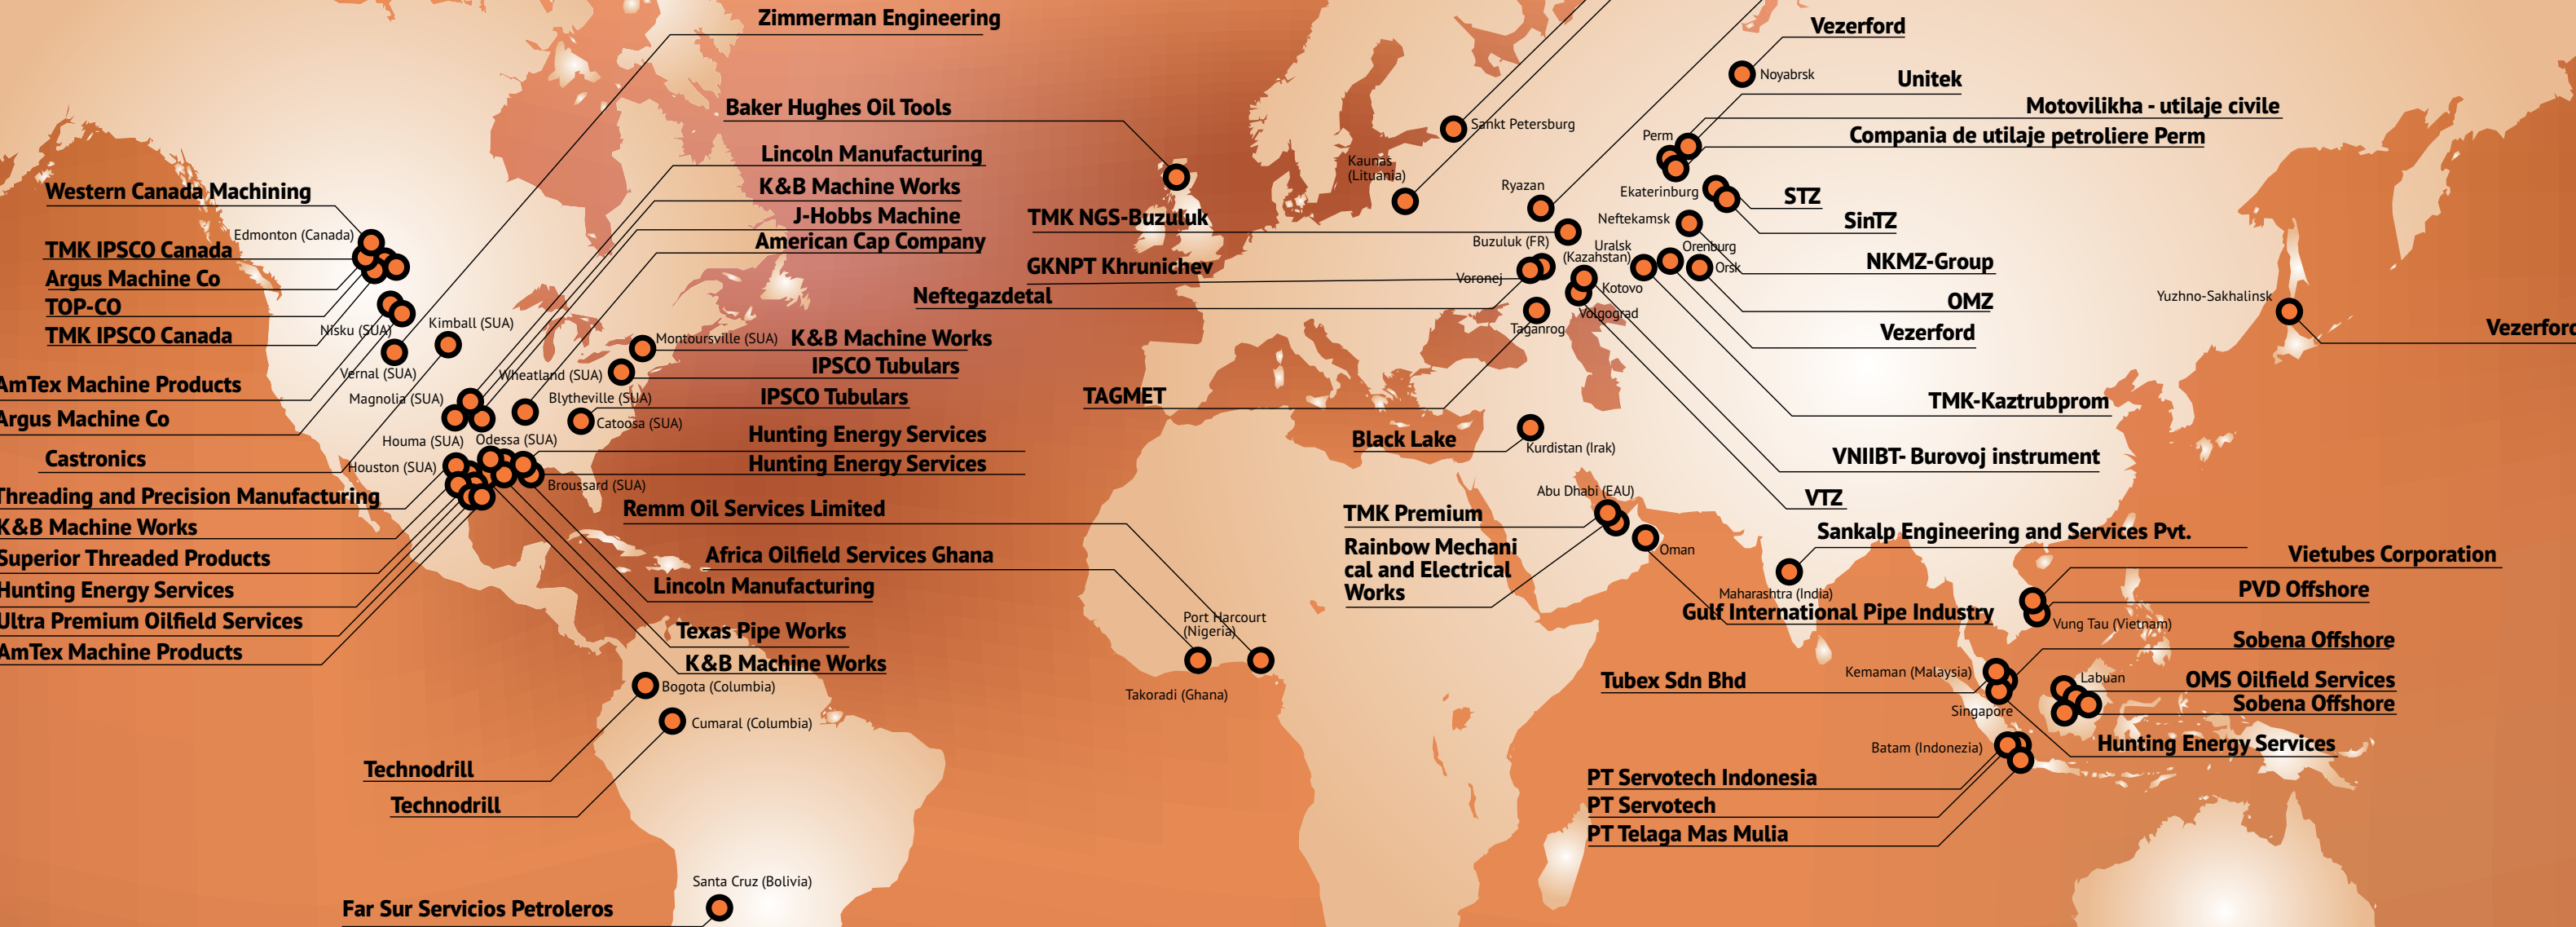 Zimmerman Engineering
Baker Hughes Oil Tools
Lincoln Manufacturing
K&B Machine Works
J-Hobbs Machine
American Cap Company
Western Canada Machining
Edmonton (Canada)
TMK IPSCO Canada
Argus Machine Co
TOP-CO
TMK IPSCO Canada
Nisku (SUA)
Kimball (SUA)
Vernal (SUA)
AmTex Machine Products
Argus Machine Co
Castronics
Magnolia (SUA)
Wheatland (SUA)
Montoursville (SUA)
K&B Machine Works
IPSCO Tubulars
Blytheville (SUA)
IPSCO Tubulars
Catoosa (SUA)
Houma (SUA)
Odessa (SUA)
Houston (SUA)
Hunting Energy Services
Hunting Energy Services
Broussard (SUA)
Threading and Precision Manufacturing
K&B Machine Works
Superior Threaded Products
Hunting Energy Services
Ultra Premium Oilfield Services
AmTex Machine Products
Remm Oil Services Limited
Africa Oilfield Services Ghana
Lincoln Manufacturing
Texas Pipe Works
K&B Machine Works
Bogota (Columbia)
Cumaral (Columbia)
Technodrill
Technodrill
Santa Cruz (Bolivia)
Far Sur Servicios Petroleros
Port Harcourt
(Nigeria)
Takoradi (Ghana)
Sankt Petersburg
Kaunas
(Lituania)
Ryazan
TMK NGS-Buzuluk
Buzuluk (FR)
GKNPT Khrunichev
Voronej
Neftegazdetal
Taganrog
TAGMET
Black Lake
Kurdistan (Irak)
Vezerford
Noyabrsk
Unitek
Motovilikha - utilaje civile
Perm
Compania de utilaje petroliere Perm
Ekaterinburg
STZ
SinTZ
Neftekamsk
Uralsk
(Kazahstan)
Orenburg
Orsk
NKMZ-Group
OMZ
Vezerford
Kotovo
Volgograd
TMK-Kaztrubprom
VNIIBT- Burovoj instrument
VTZ
Yuzhno-Sakhalinsk
Vezerford
Abu Dhabi (EAU)
TMK Premium
Rainbow Mechani
cal and Electrical
Works
Oman
Gulf International Pipe Industry
Sankalp Engineering and Services Pvt.
Maharashtra (India)
Vietubes Corporation
PVD Offshore
Vung Tau (Vietnam)
Sobena Offshore
Kemaman (Malaysia)
Tubex Sdn Bhd
Labuan
OMS Oilfield Services
Sobena Offshore
Singapore
Hunting Energy Services
Batam (Indonezia)
PT Servotech Indonesia
PT Servotech
PT Telaga Mas Mulia